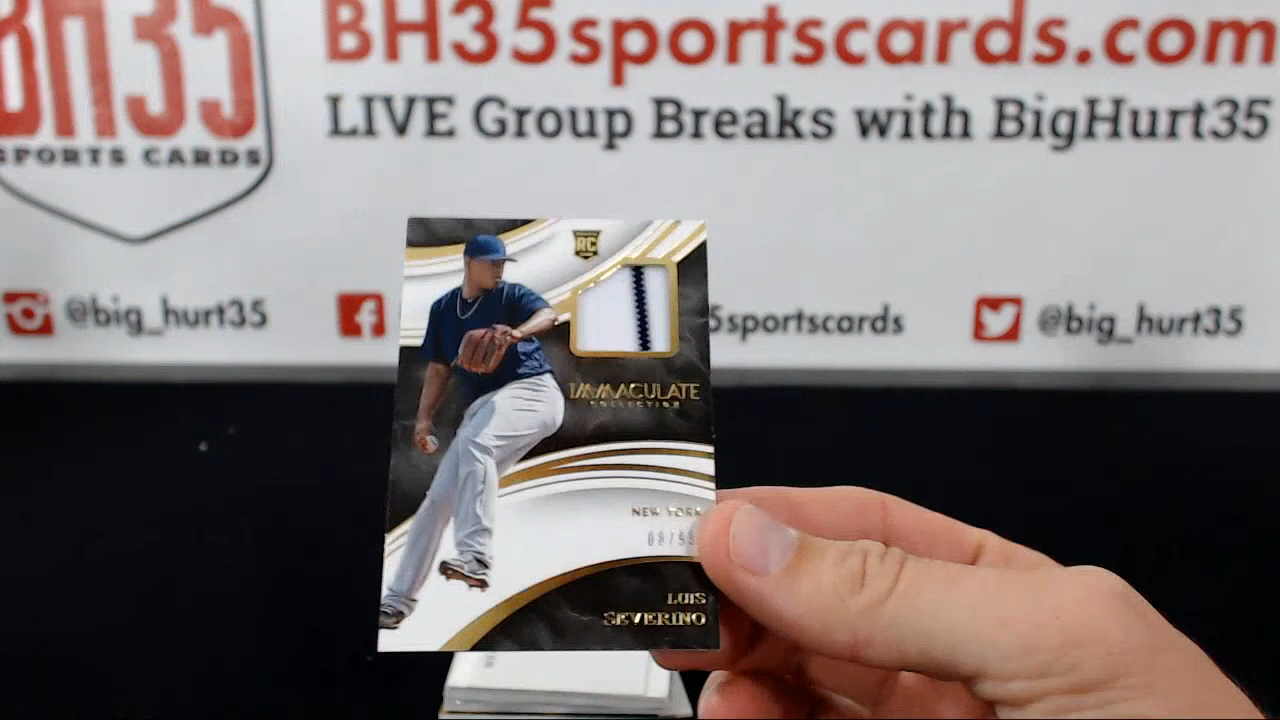 BH35
SPORTS CARDS
BH35sportscards.com
LIVE Group Breaks with BigHurt35
@big_hurt35
5sportscards
@big_hurt35
RC
IMMACULATE
COLLECTION
NEW YORK
LUIS
SEVERINO